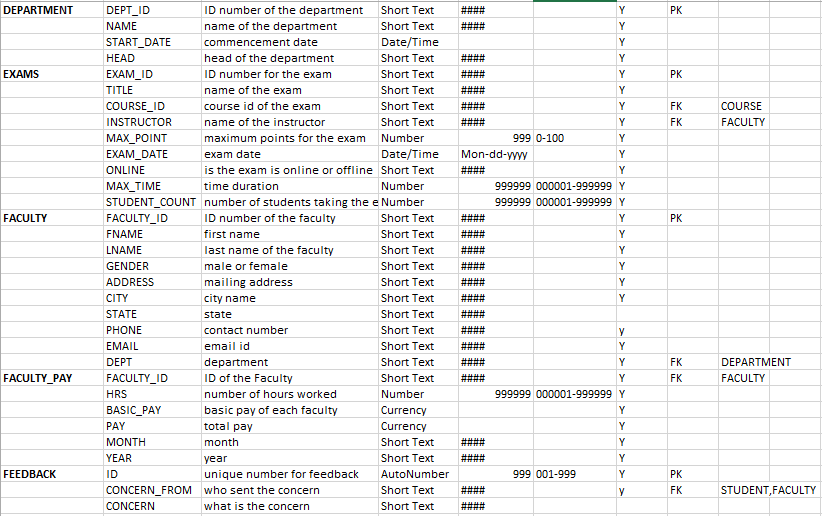 DEPARTMENT DEPT_ID ID number of the department Short Text #### Y PK
NAME name of the department Short Text #### Y
START_DATE commencement date Date/Time Y
HEAD head of the department Short Text #### Y
EXAMS EXAM_ID ID number for the exam Short Text #### Y PK
TITLE name of the exam Short Text #### Y
COURSE_ID course id of the exam Short Text #### Y FK COURSE
INSTRUCTOR name of the instructor Short Text #### Y FK FACULTY
MAX_POINT maximum points for the exam Number 999 0-100 Y
EXAM_DATE exam date Date/Time Mon-dd-yyyy Y
ONLINE is the exam is online or offline Short Text #### Y
MAX_TIME time duration Number 999999 000001-999999 Y
STUDENT_COUNT number of students taking the e Number 999999 000001-999999 Y
FACULTY FACULTY_ID ID number of the faculty Short Text #### Y PK
FNAME first name Short Text #### Y
LNAME last name of the faculty Short Text #### Y
GENDER male or female Short Text #### Y
ADDRESS mailing address Short Text #### Y
CITY city name Short Text #### Y
STATE state Short Text ####
PHONE contact number Short Text #### y
EMAIL email id Short Text #### Y
DEPT department Short Text #### Y FK DEPARTMENT
FACULTY_PAY FACULTY_ID ID of the Faculty Short Text #### Y FK FACULTY
HRS number of hours worked Number 999999 000001-999999 Y
BASIC_PAY basic pay of each faculty Currency Y
PAY total pay Currency Y
MONTH month Short Text #### Y
YEAR year Short Text #### Y
FEEDBACK ID unique number for feedback AutoNumber 999 001-999 Y PK
CONCERN_FROM who sent the concern Short Text #### y FK STUDENT,FACULTY
CONCERN what is the concern Short Text #### Y